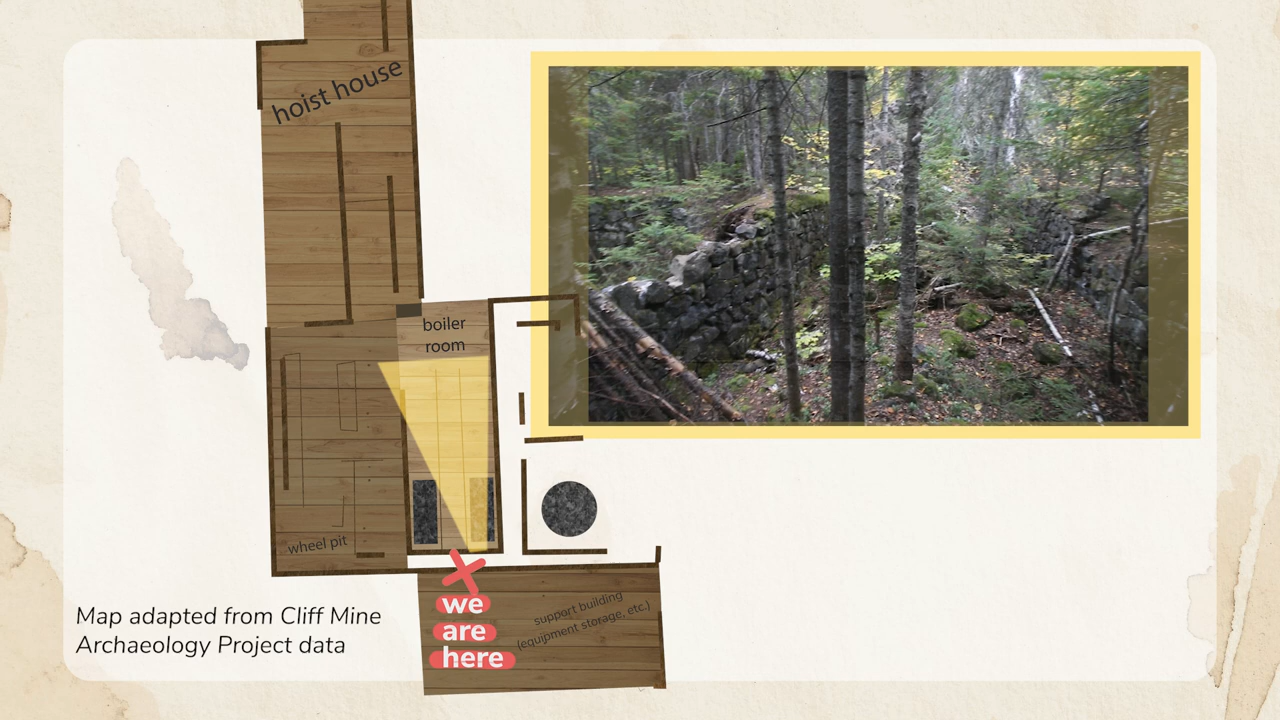 hoist house
boiler
room
wheel pit
we
are
here
support building
(equipment storage, etc.)
Map adapted from Cliff Mine
Archaeology Project data